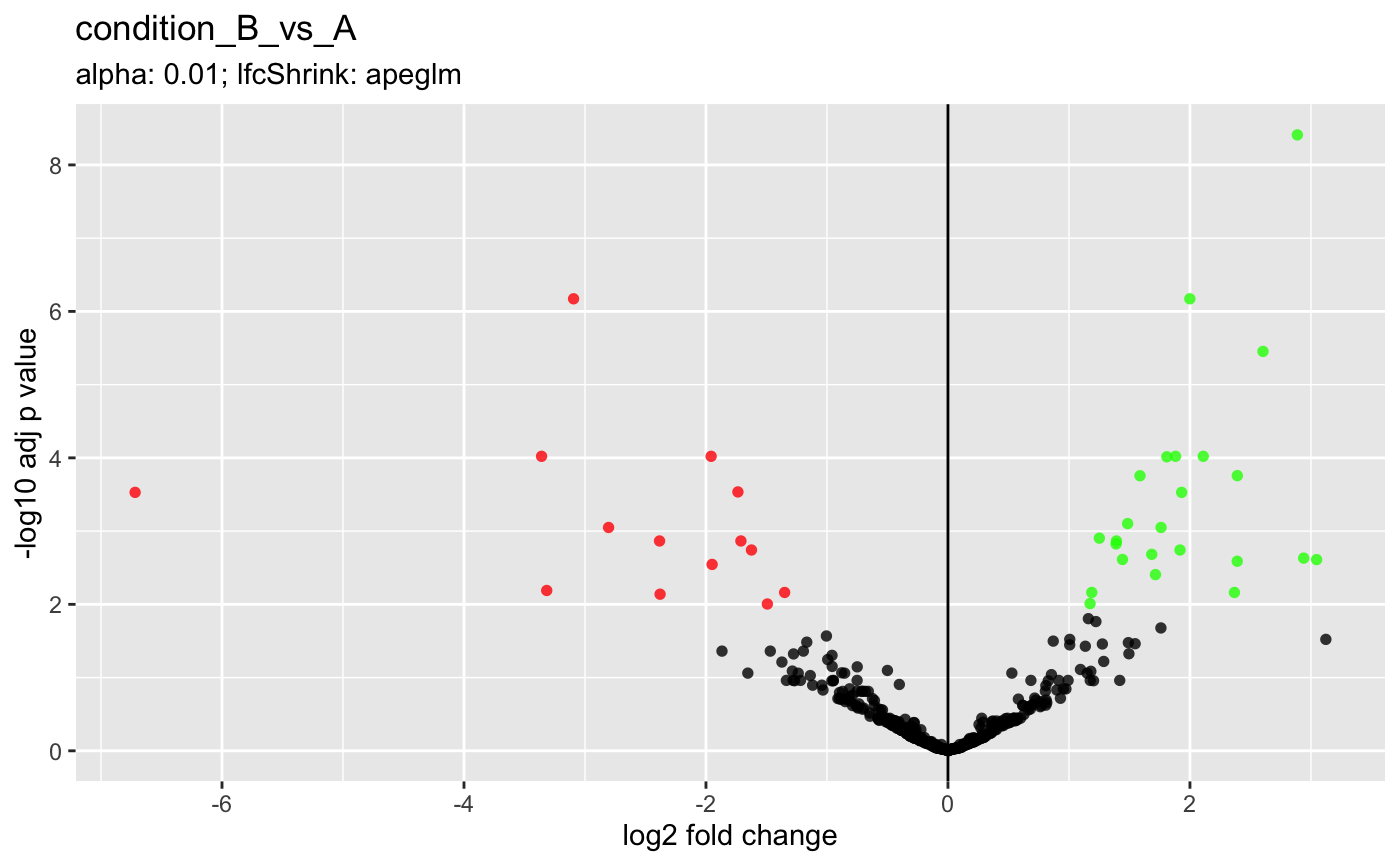 condition_B_vs_A
alpha: 0.01; lfcShrink: apeglm
-log10 adj p value
8
6
4
2
0
-6
-4
-2
0
2
log2 fold change